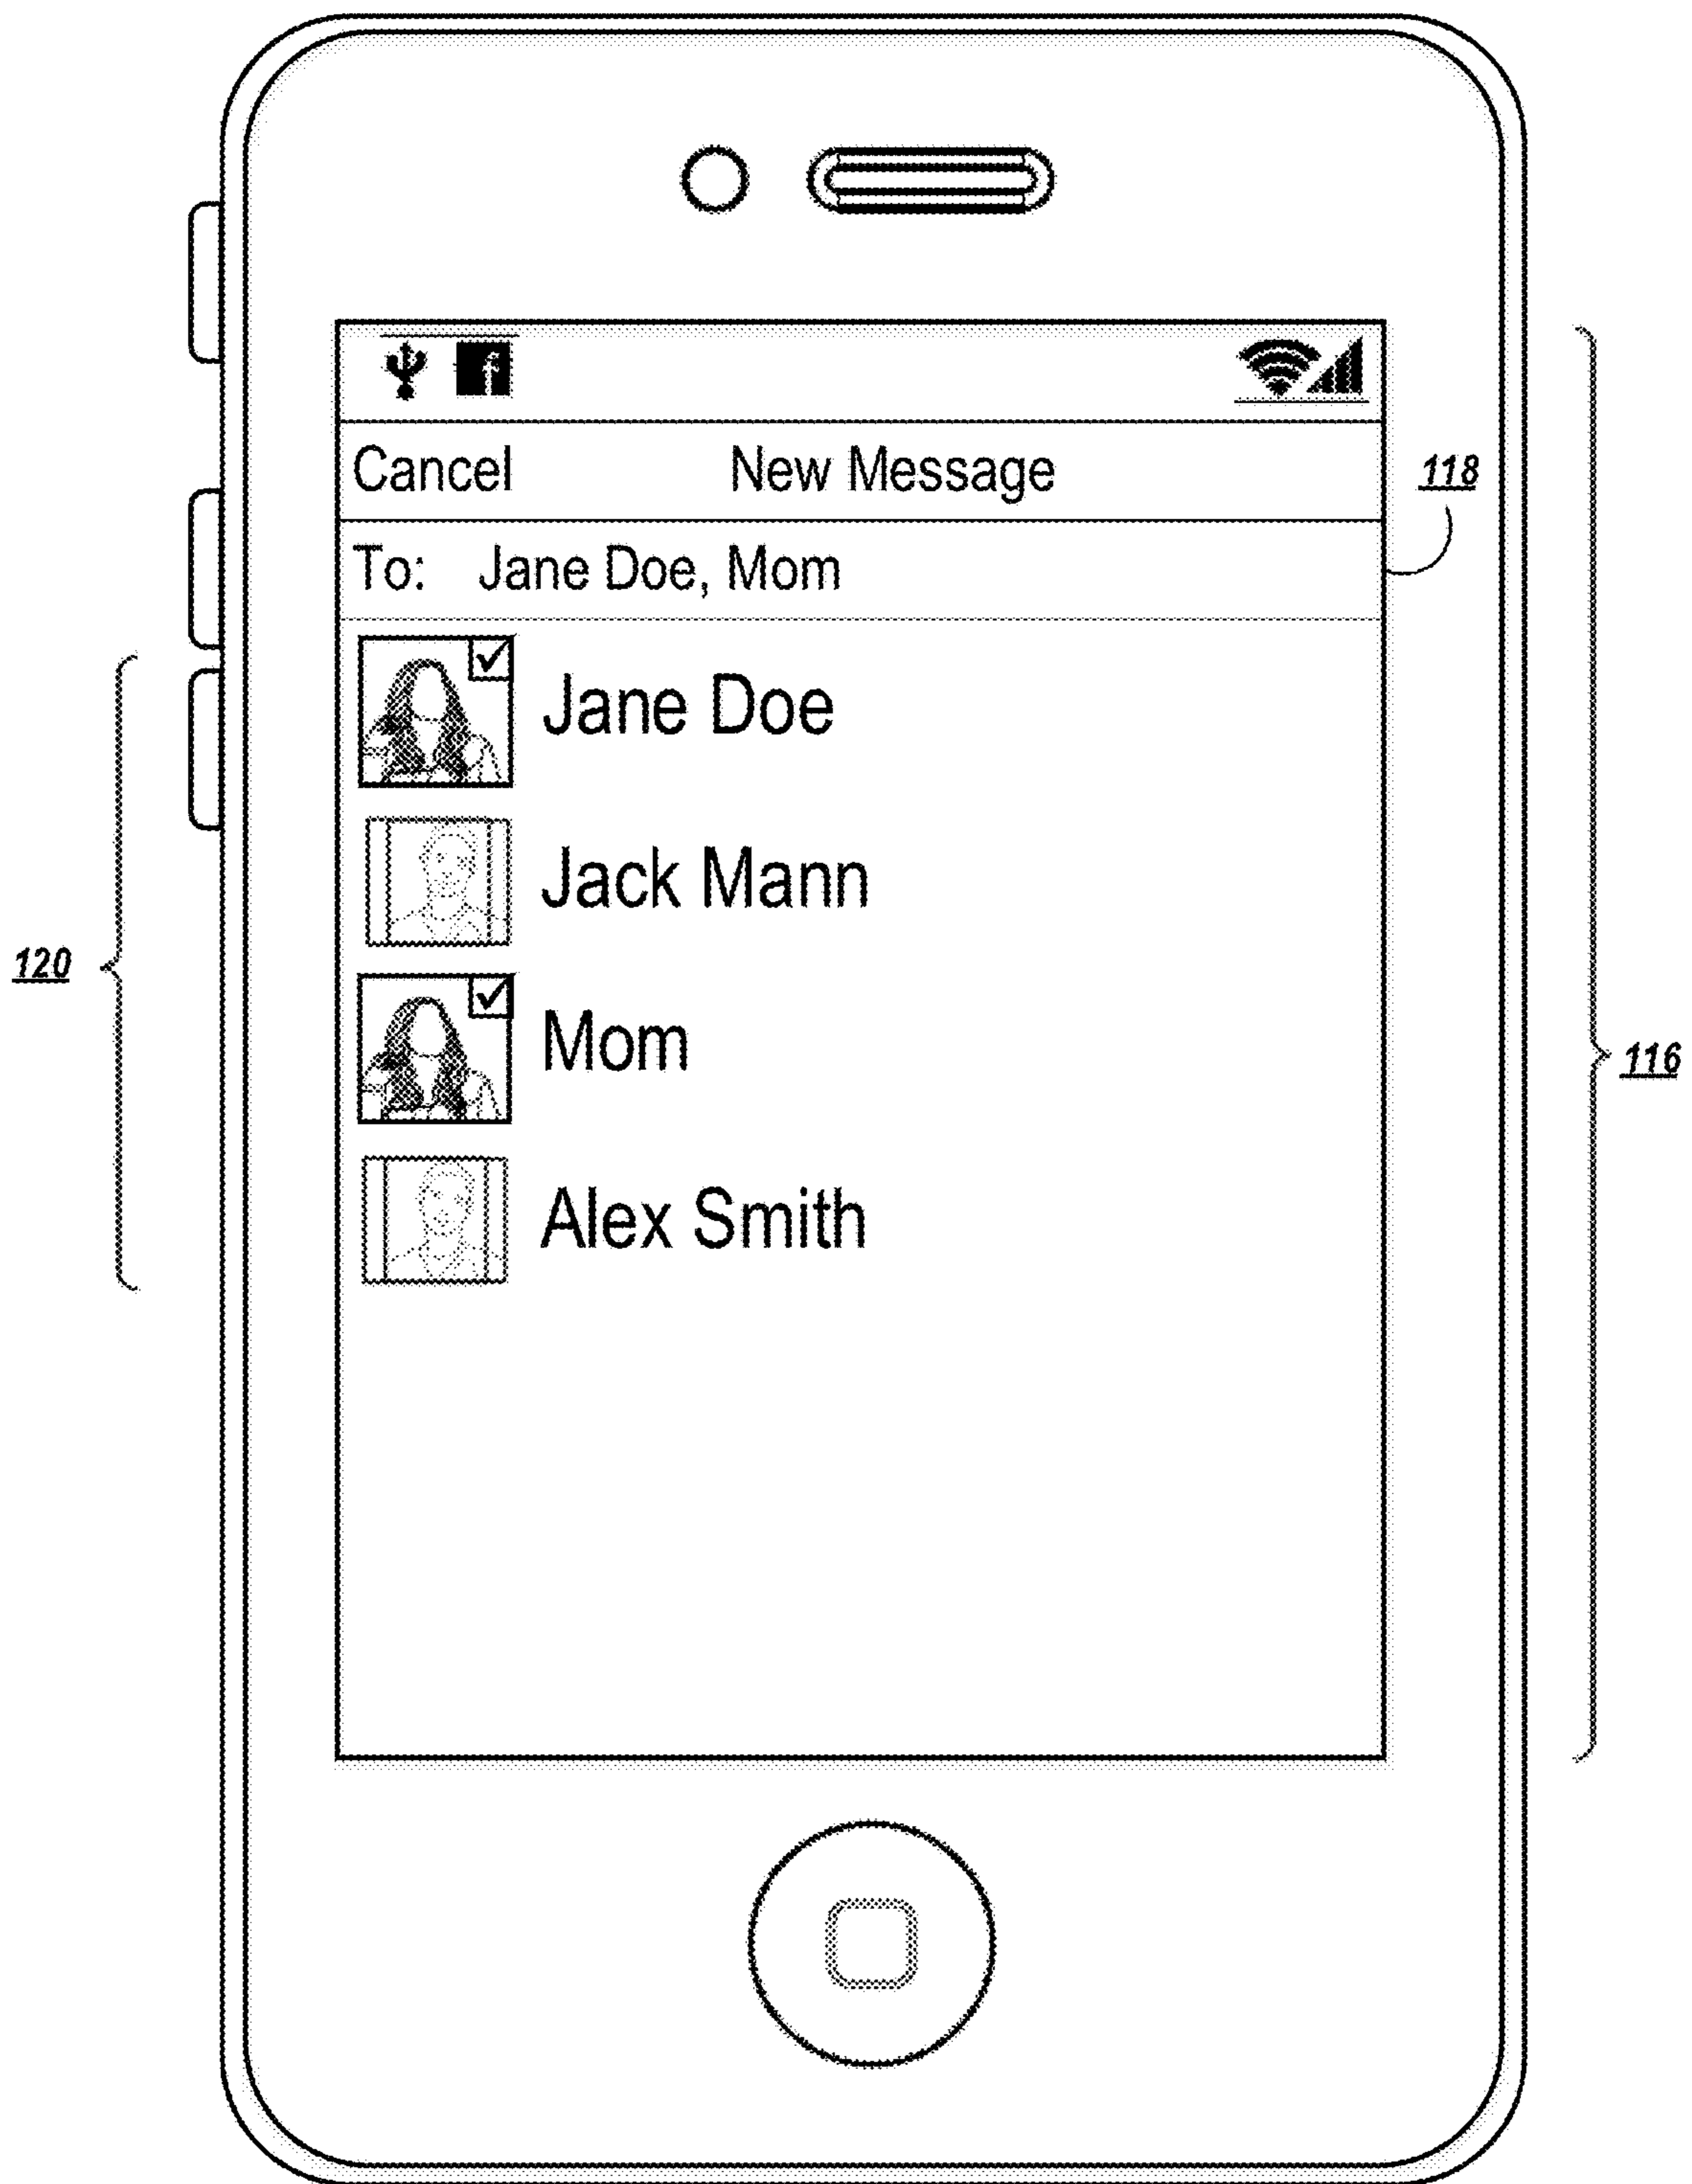 Cancel New Message
118
To: Jane Doe, Mom
Jane Doe
Jack Mann
120
Mom
116
Alex Smith